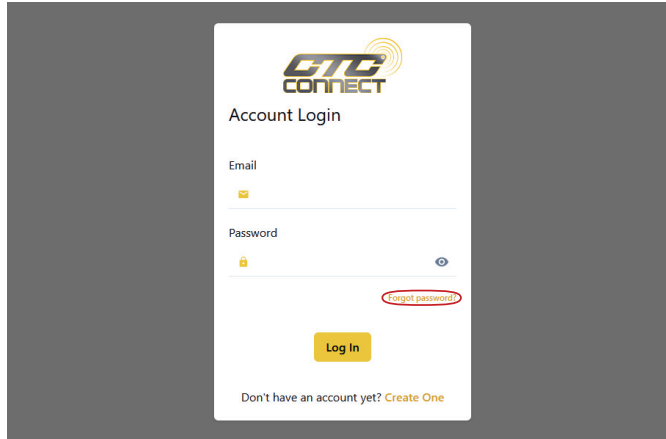 CTC
CONNECT
Account Login
Email
Password
Forgot password?
Log In
Don't have an account yet? Create One